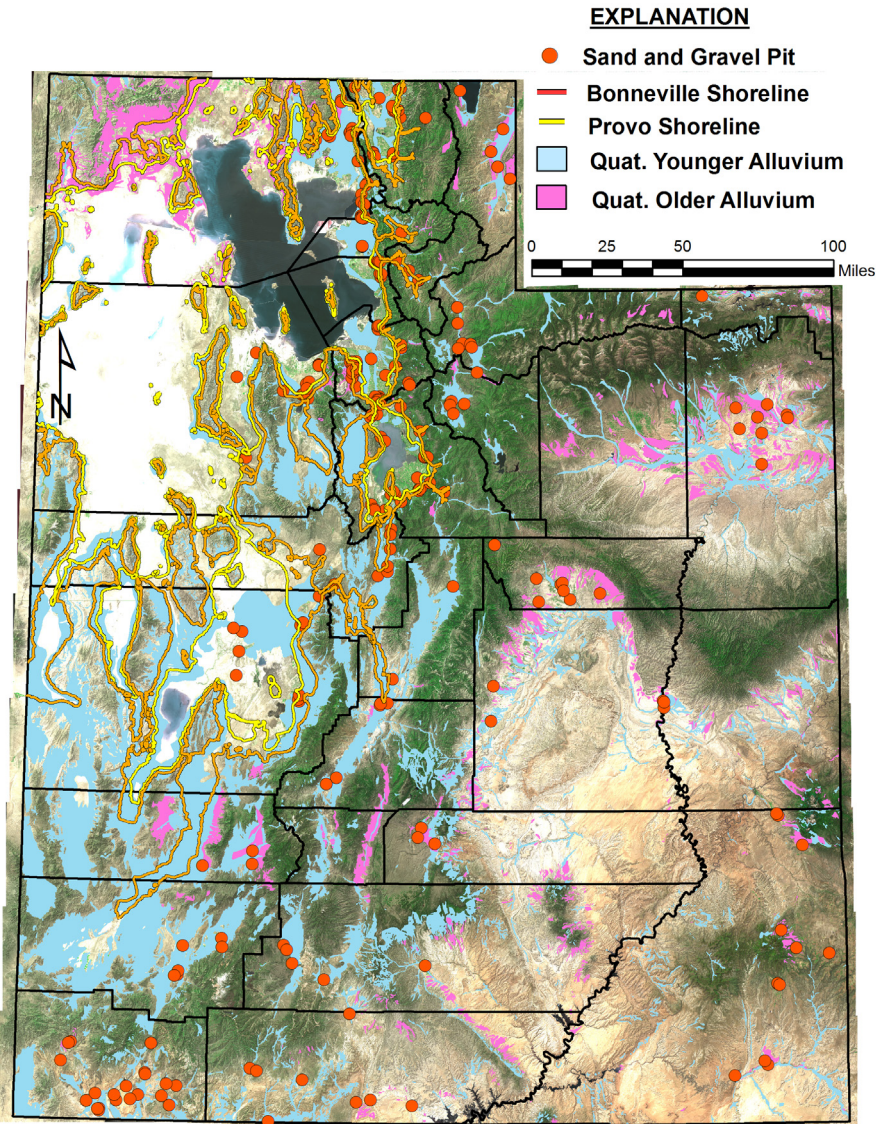 EXPLANATION
Sand and Gravel Pit
Bonneville Shoreline
Provo Shoreline
Quat. Younger Alluvium
Quat. Older Alluvium
0 25 50 100
Miles
N